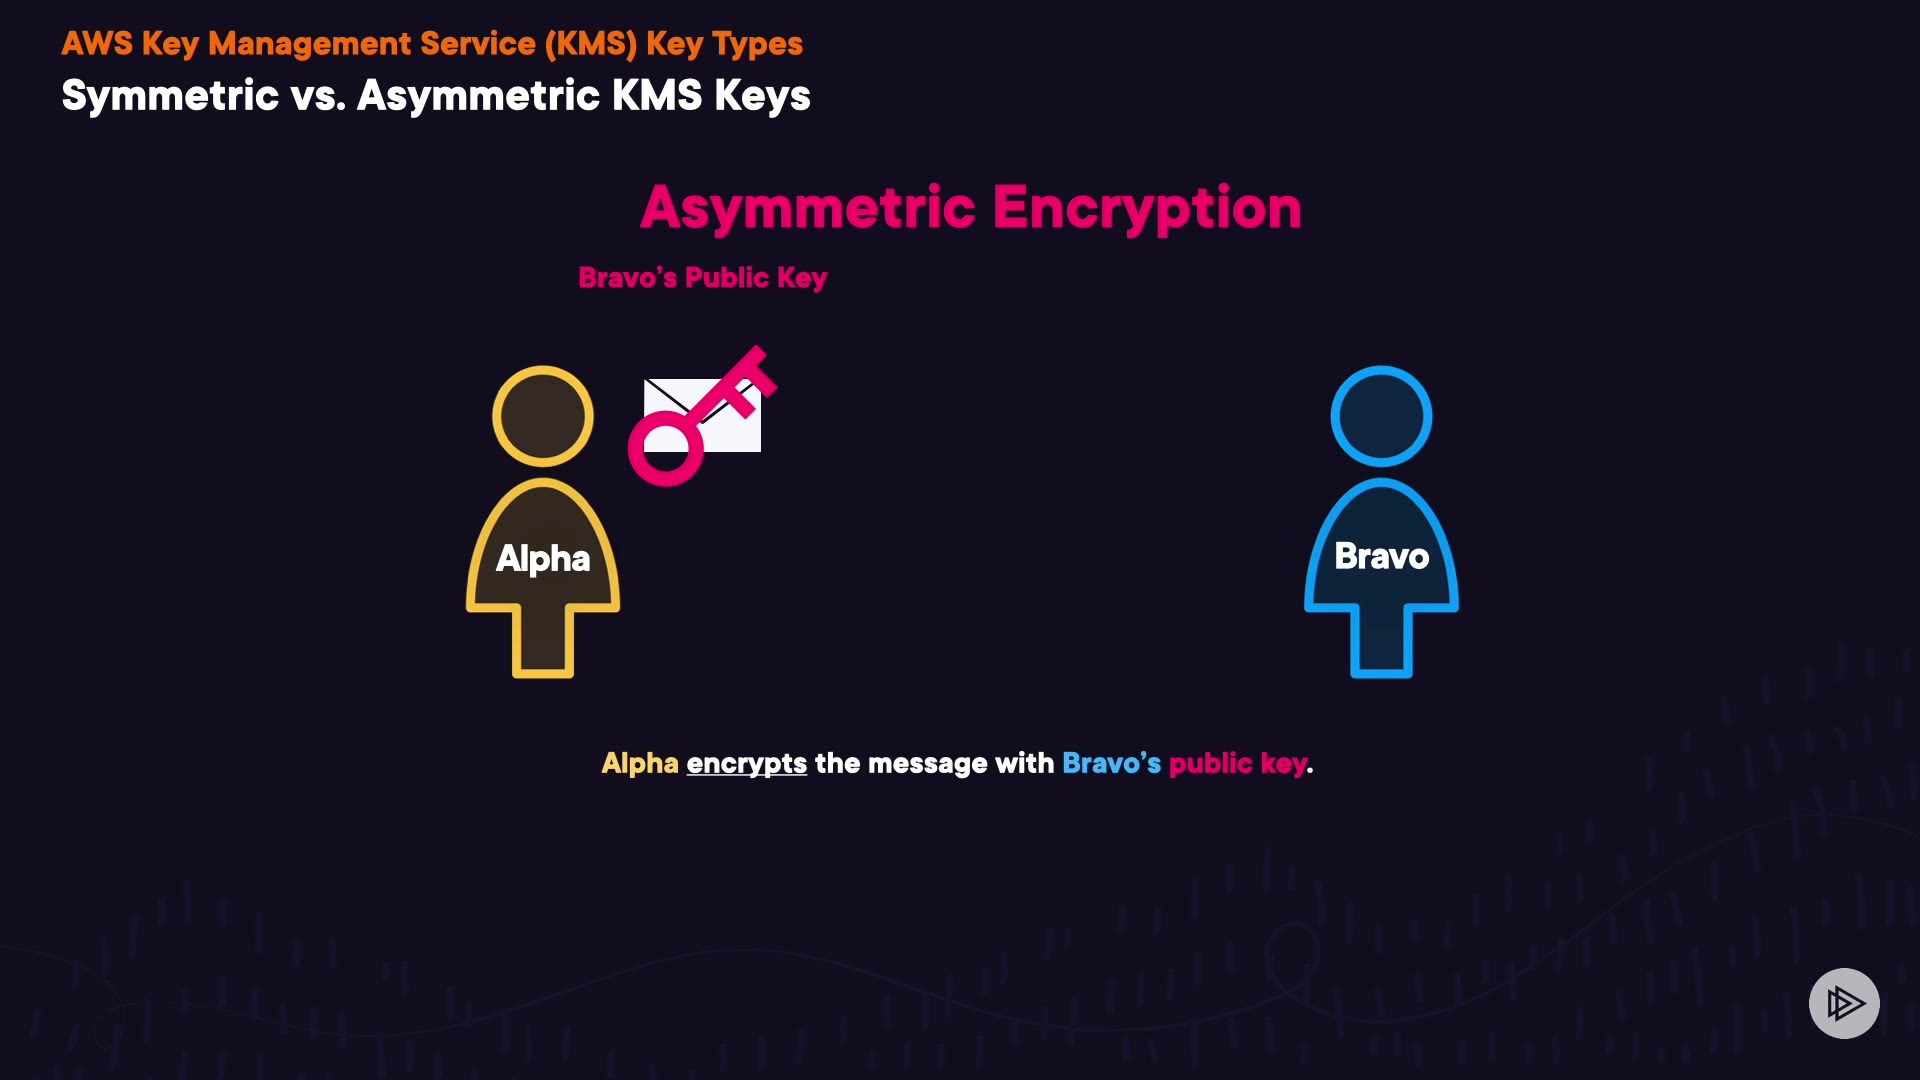 AWS Key Management Service (KMS) Key Types
Symmetric vs. Asymmetric KMS Keys
Asymmetric Encryption
Bravo’s Public Key
Alpha
Bravo
Alpha encrypts the message with Bravo’s public key.